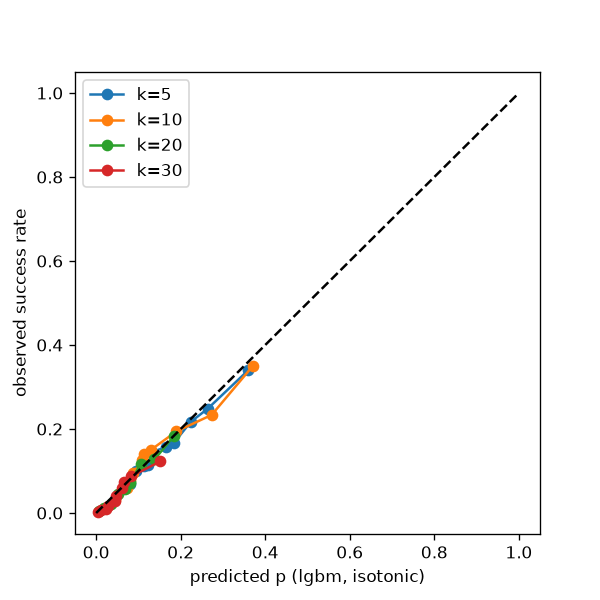 k=5
k=10
k=20
k=30
1.0
0.8
0.6
0.4
0.2
0.0
observed success rate
0.0 0.2 0.4 0.6 0.8 1.0
predicted p (lgbm, isotonic)